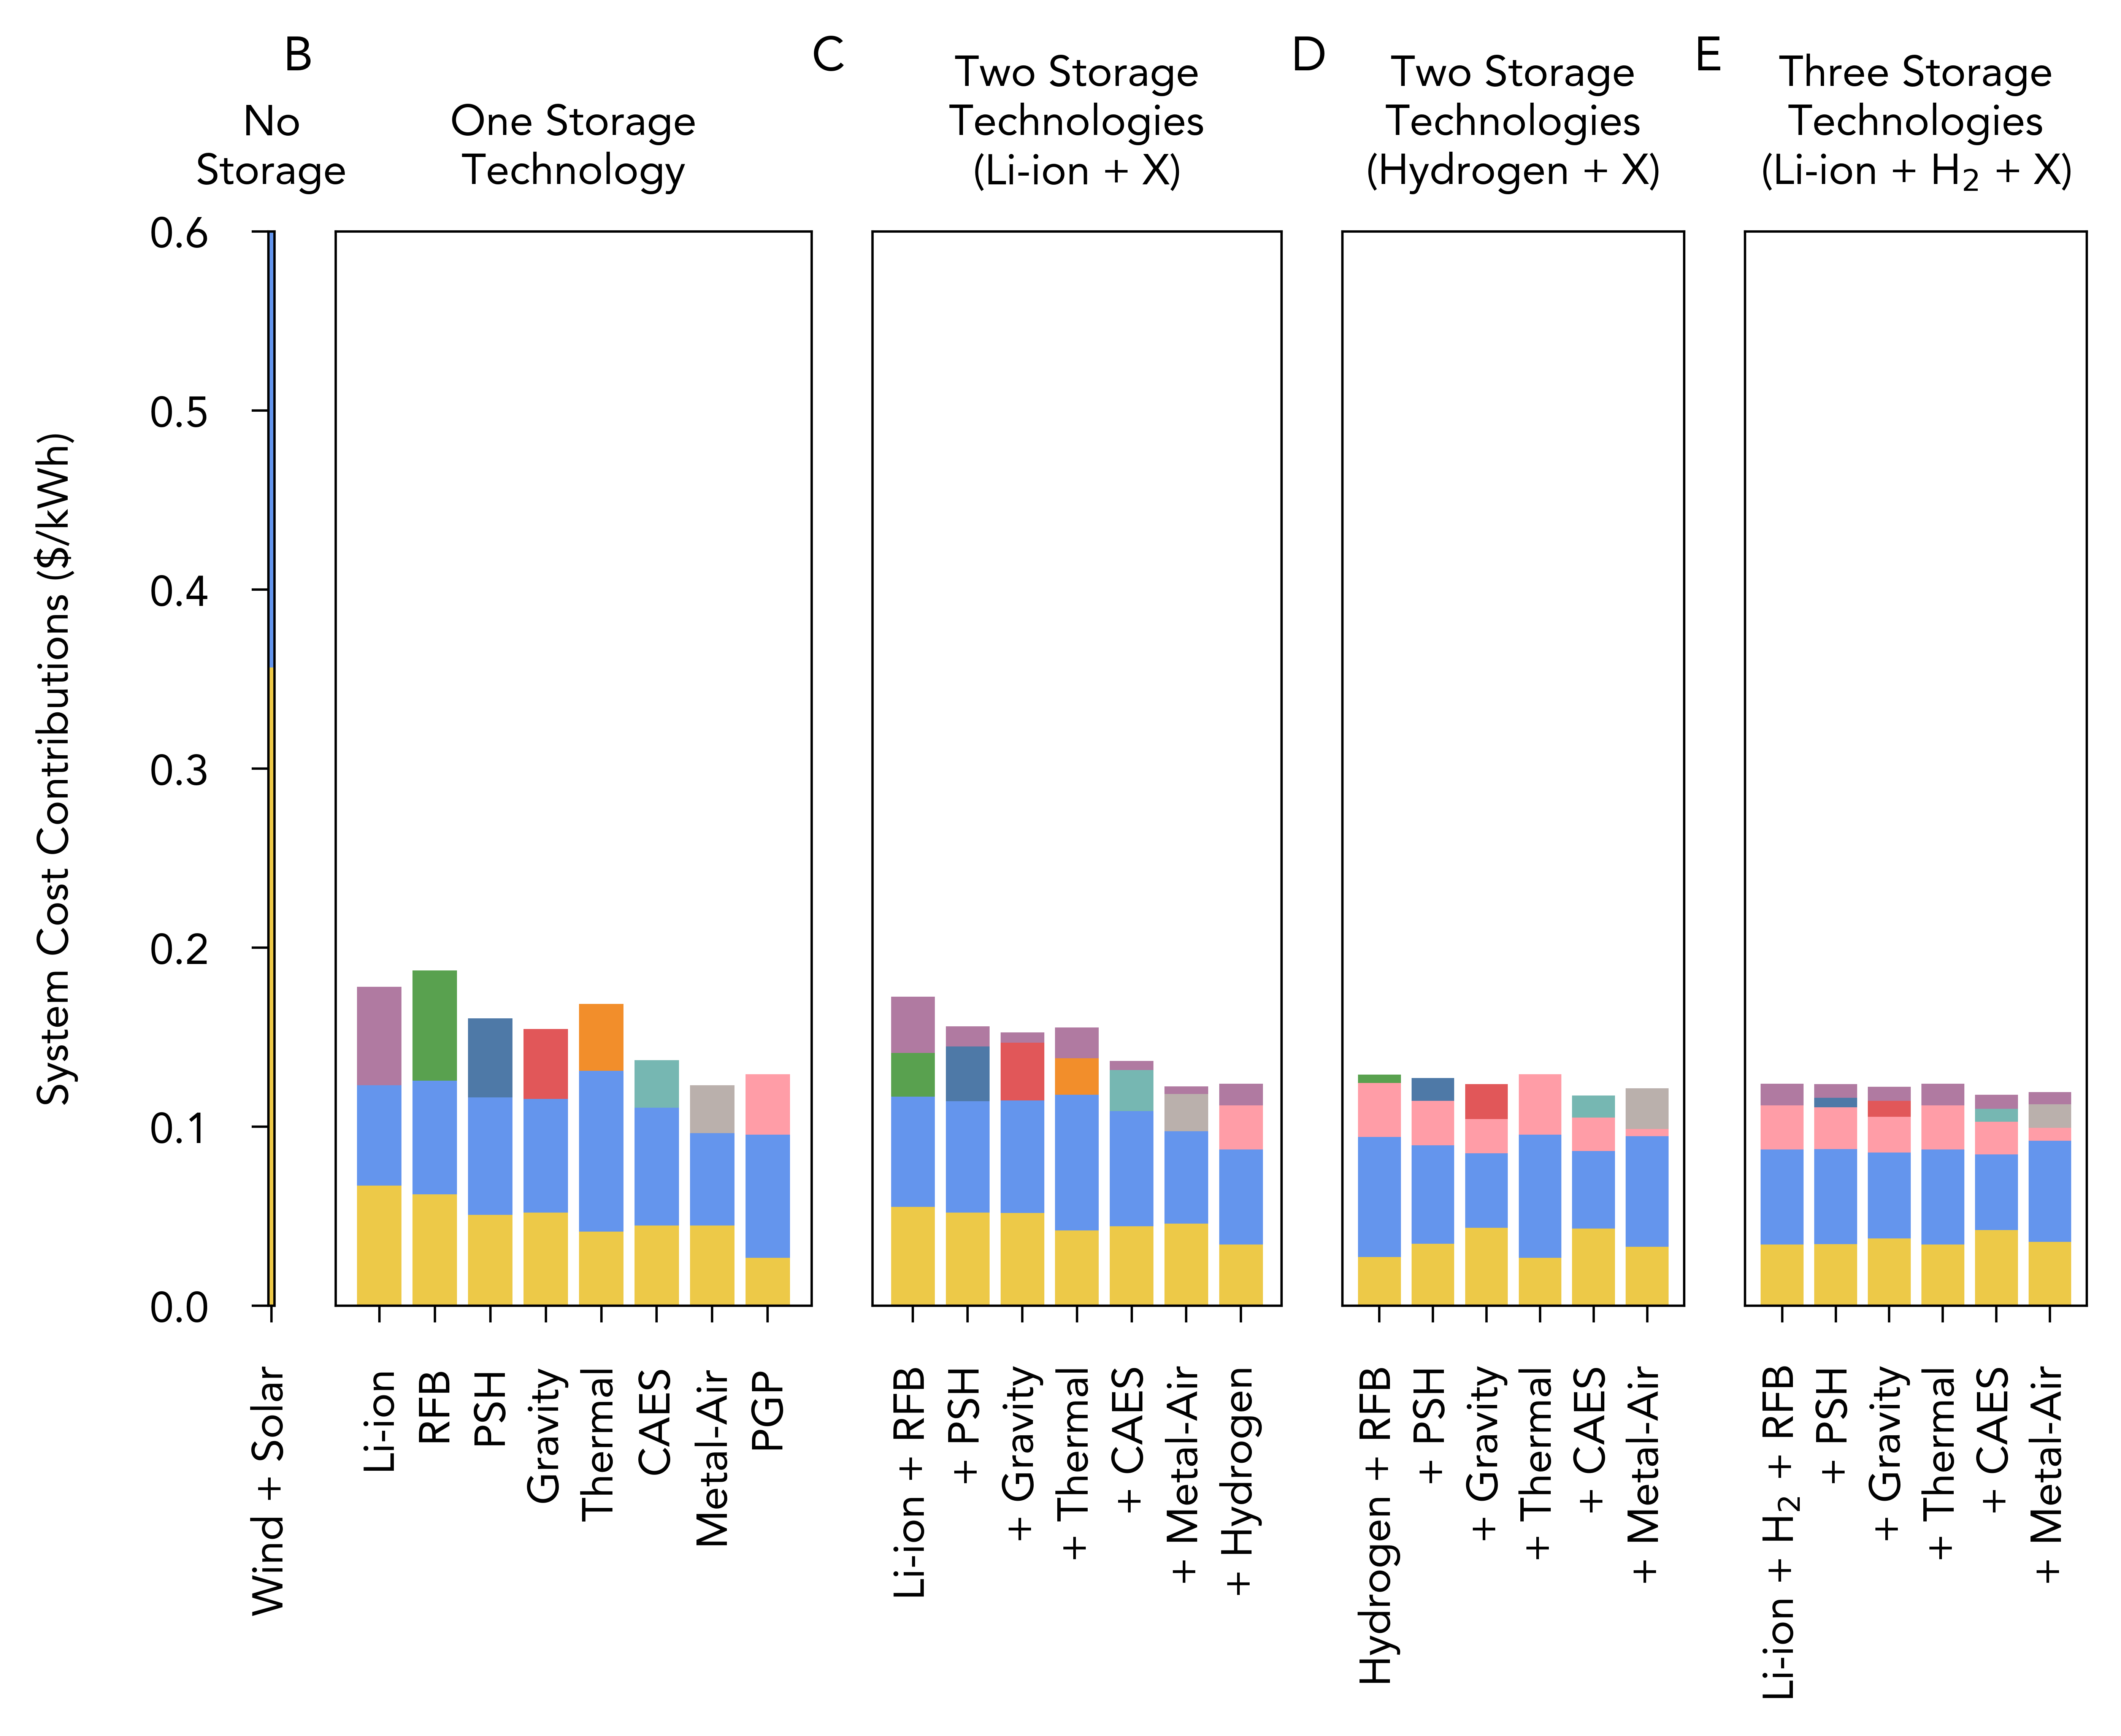 B
No
Storage
One Storage
Technology
C
Two Storage
Technologies
(Li-ion + X)
D
Two Storage
Technologies
(Hydrogen + X)
E
Three Storage
Technologies
(Li-ion + H₂ + X)
System Cost Contributions ($/kWh)
0.6
0.5
0.4
0.3
0.2
0.1
0.0
Wind + Solar
Li-ion
RFB
PSH
Gravity
Thermal
CAES
Metal-Air
PGP
Li-ion + RFB
+ PSH
+ Gravity
+ Thermal
+ CAES
+ Metal-Air
+ Hydrogen
Hydrogen + RFB
+ PSH
+ Gravity
+ Thermal
+ CAES
+ Metal-Air
Li-ion + H₂ + RFB
+ PSH
+ Gravity
+ Thermal
+ CAES
+ Metal-Air